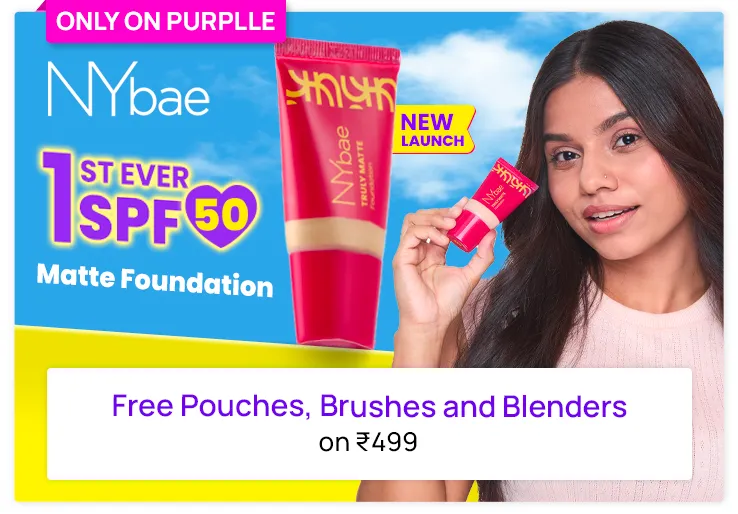 ONLY ON PURPLLE
NYbae
1ST EVER
SPF 50
Matte Foundation
NYbae
TRULY MATTE
Foundation
NEW
LAUNCH
NYbae
Free Pouches, Brushes and Blenders
on ₹499